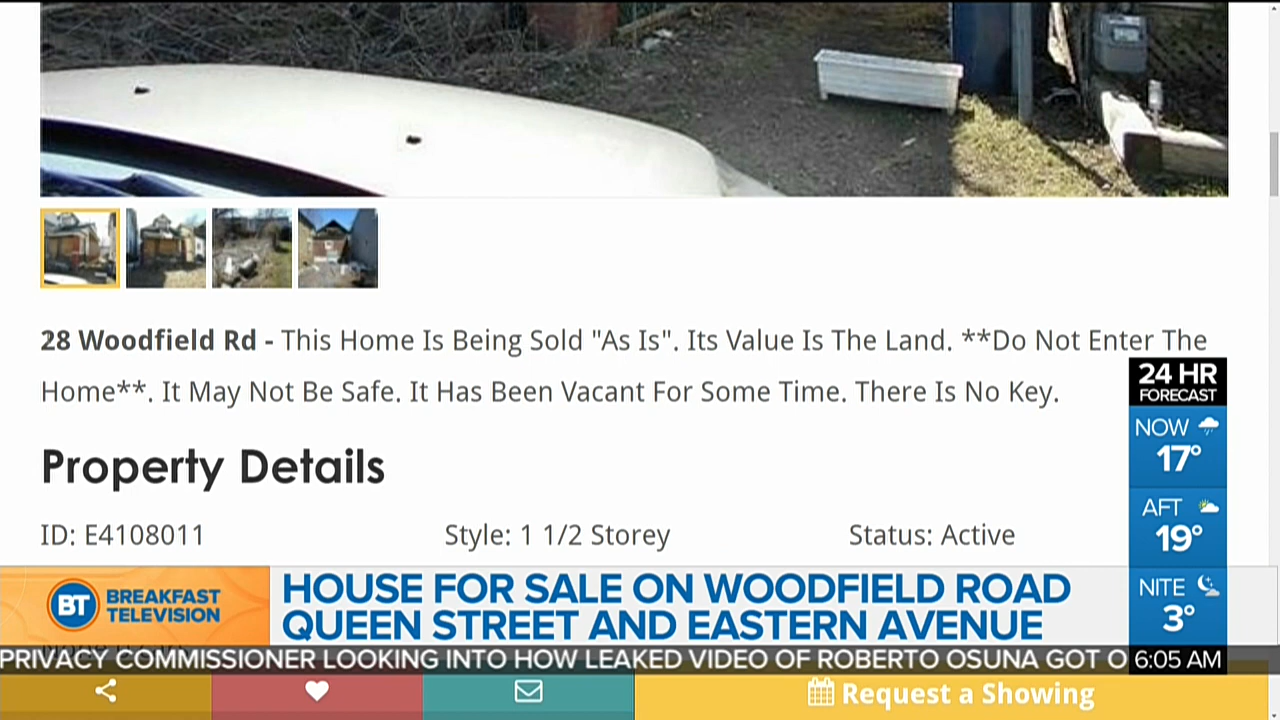 28 Woodfield Rd - This Home Is Being Sold "As Is". Its Value Is The Land. **Do Not Enter The
Home**. It May Not Be Safe. It Has Been Vacant For Some Time. There Is No Key.
Property Details
ID: E4108011 Style: 1 1/2 Storey Status: Active
24 HR
FORECAST
NOW
17°
AFT
19°
NITE
3°
BT BREAKFAST
TELEVISION
HOUSE FOR SALE ON WOODFIELD ROAD
QUEEN STREET AND EASTERN AVENUE
PRIVACY COMMISSIONER LOOKING INTO HOW LEAKED VIDEO OF ROBERTO OSUNA GOT O
6:05 AM
Request a Showing